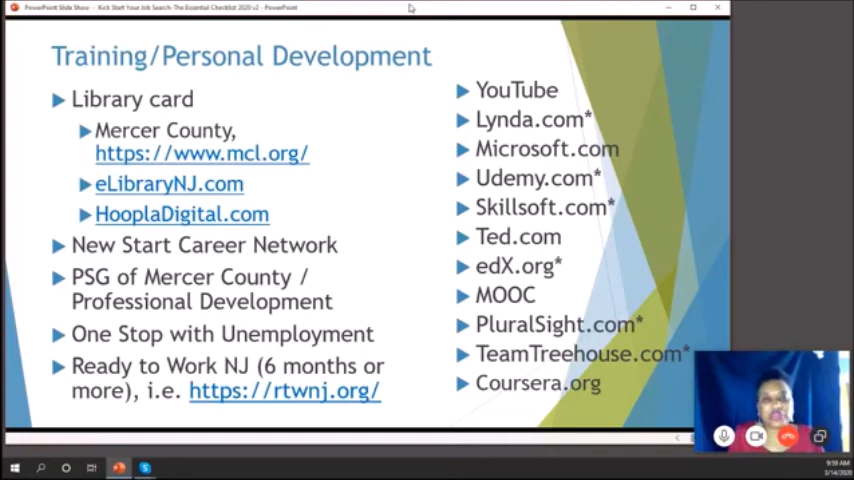 PowerPoint Slide Show - Kick Start Your Job Search-The Essential Checklist 2020 v2 - PowerPoint
Training/Personal Development
Library card
Mercer County,
https://www.mcl.org/
eLibraryNJ.com
HooplaDigital.com
New Start Career Network
PSG of Mercer County /
Professional Development
One Stop with Unemployment
Ready to Work NJ (6 months or
more), i.e. https://rtwnj.org/
YouTube
Lynda.com*
Microsoft.com
Udemy.com*
Skillsoft.com*
Ted.com
edX.org*
MOOC
PluralSight.com*
TeamTreehouse.com*
Coursera.org
9:59 AM
3/14/2020